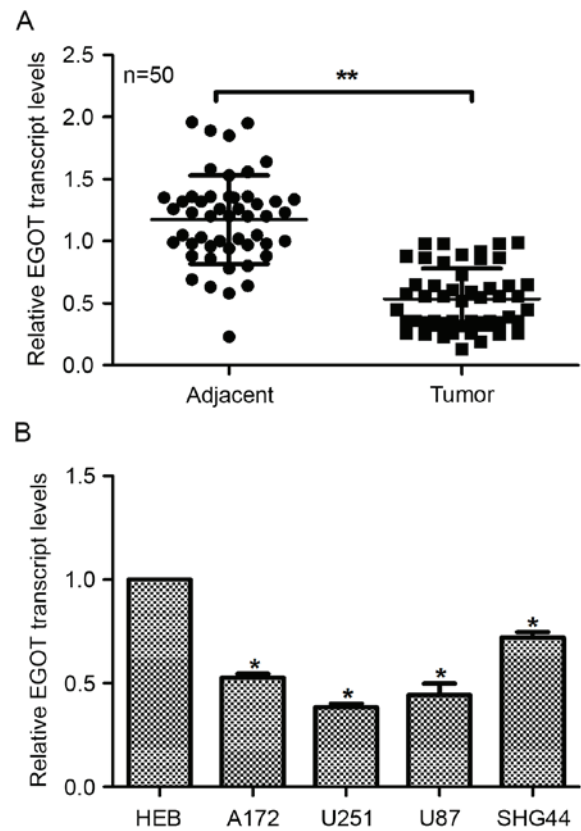 A
Relative EGOT transcript levels
2.5
2.0
1.5
1.0
0.5
0.0
n=50
**
Adjacent
Tumor
B
Relative EGOT transcript levels
1.5
1.0
0.5
0.0
*
*
*
*
HEB
A172
U251
U87
SHG44